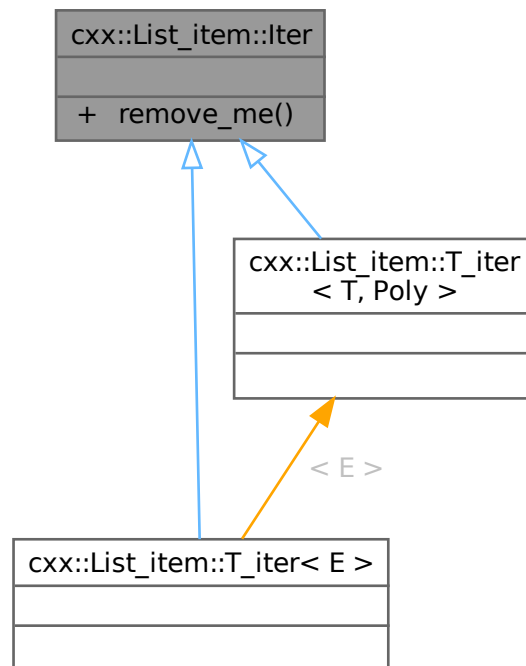 cxx::List_item::Iter
+ remove_me()
cxx::List_item::T_iter
< T, Poly >
< E >
cxx::List_item::T_iter< E >